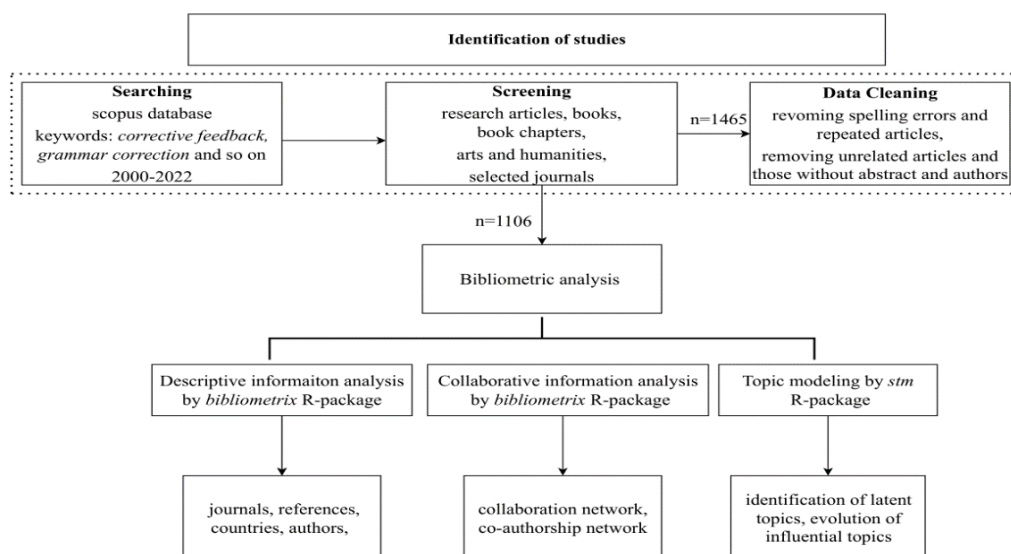 Identification of studies
Searching
scopus database
keywords: corrective feedback,
grammar correction and so on
2000-2022
Screening
research articles, books,
book chapters,
arts and humanities,
selected journals
n=1465
Data Cleaning
revoming spelling errors and
repeated articles,
removing unrelated articles and
those without abstract and authors
n=1106
Bibliometric analysis
Descriptive informaiton analysis
by bibliometrix R-package
Collaborative information analysis
by bibliometrix R-package
Topic modeling by stm
R-package
journals, references,
countries, authors,
collaboration network,
co-authorship network
identification of latent
topics, evolution of
influential topics